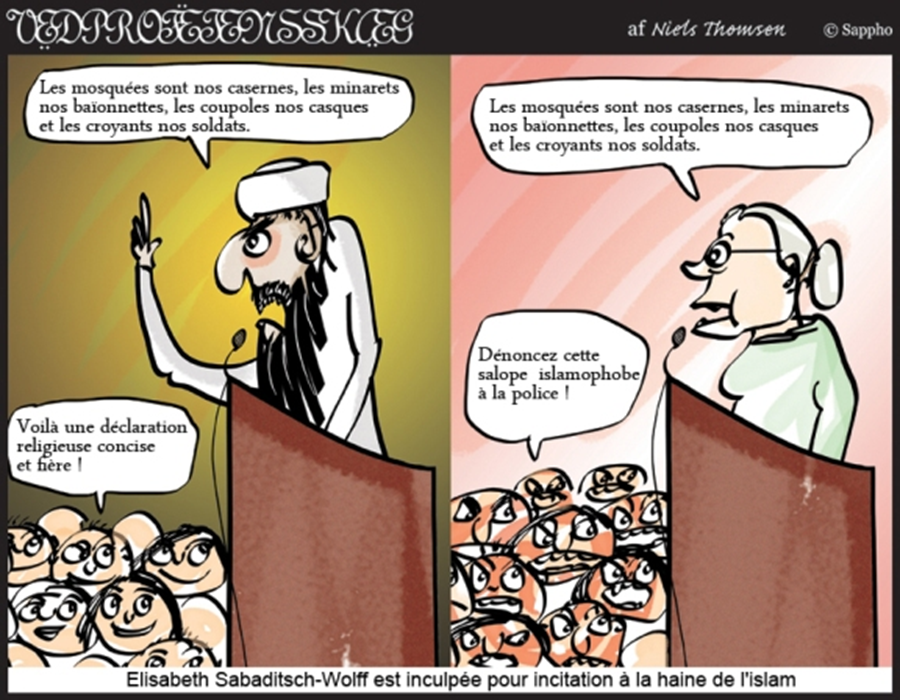 VEDPROFETENSSKÆG
af Niels Thomsen
© Sappho
Les mosquées sont nos casernes, les minarets
nos baïonnettes, les coupoles nos casques
et les croyants nos soldats.
Voilà une déclaration
religieuse concise
et fière !
Les mosquées sont nos casernes, les minarets
nos baïonnettes, les coupoles nos casques
et les croyants nos soldats.
Dénoncez cette
salope islamophobe
à la police !
Elisabeth Sabaditsch-Wolff est inculpée pour incitation à la haine de l'islam